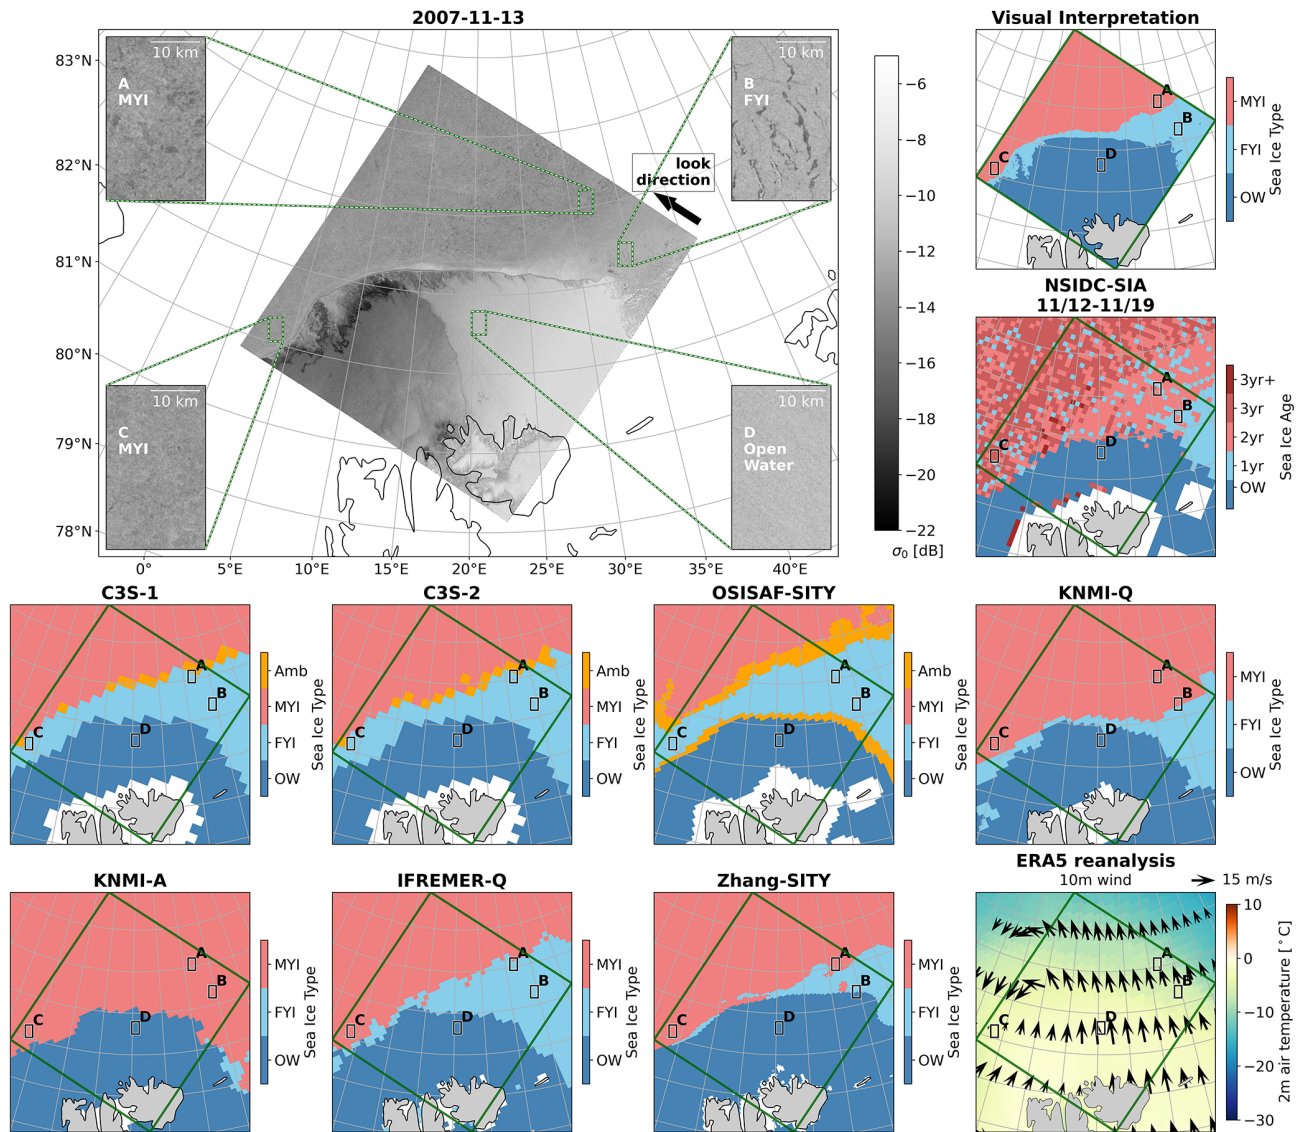 2007-11-13
83°N
82°N
81°N
80°N
79°N
78°N
0°
5°E
10°E
15°E
20°E
25°E
30°E
35°E
40°E
10 km
A
MYI
10 km
B
FYI
look
direction
10 km
C
MYI
10 km
D
Open
Water
−6
−8
−10
−12
−14
−16
−18
−20
−22
σ0 [dB]
Visual Interpretation
A
B
C
D
MYI
FYI
OW
Sea Ice Type
NSIDC-SIA
11/12-11/19
A
B
C
D
3yr+
3yr
2yr
1yr
OW
Sea Ice Age
C3S-1
A
B
C
D
Amb
MYI
FYI
OW
Sea Ice Type
C3S-2
A
B
C
D
Amb
MYI
FYI
OW
Sea Ice Type
OSISAF-SITY
A
B
C
D
Amb
MYI
FYI
OW
Sea Ice Type
KNMI-Q
A
B
C
D
MYI
FYI
OW
Sea Ice Type
KNMI-A
A
B
C
D
MYI
FYI
OW
Sea Ice Type
IFREMER-Q
A
B
C
D
MYI
FYI
OW
Sea Ice Type
Zhang-SITY
A
B
C
D
MYI
FYI
OW
Sea Ice Type
ERA5 reanalysis
10m wind
15 m/s
A
B
C
D
10
0
−10
−20
−30
2m air temperature [°C]